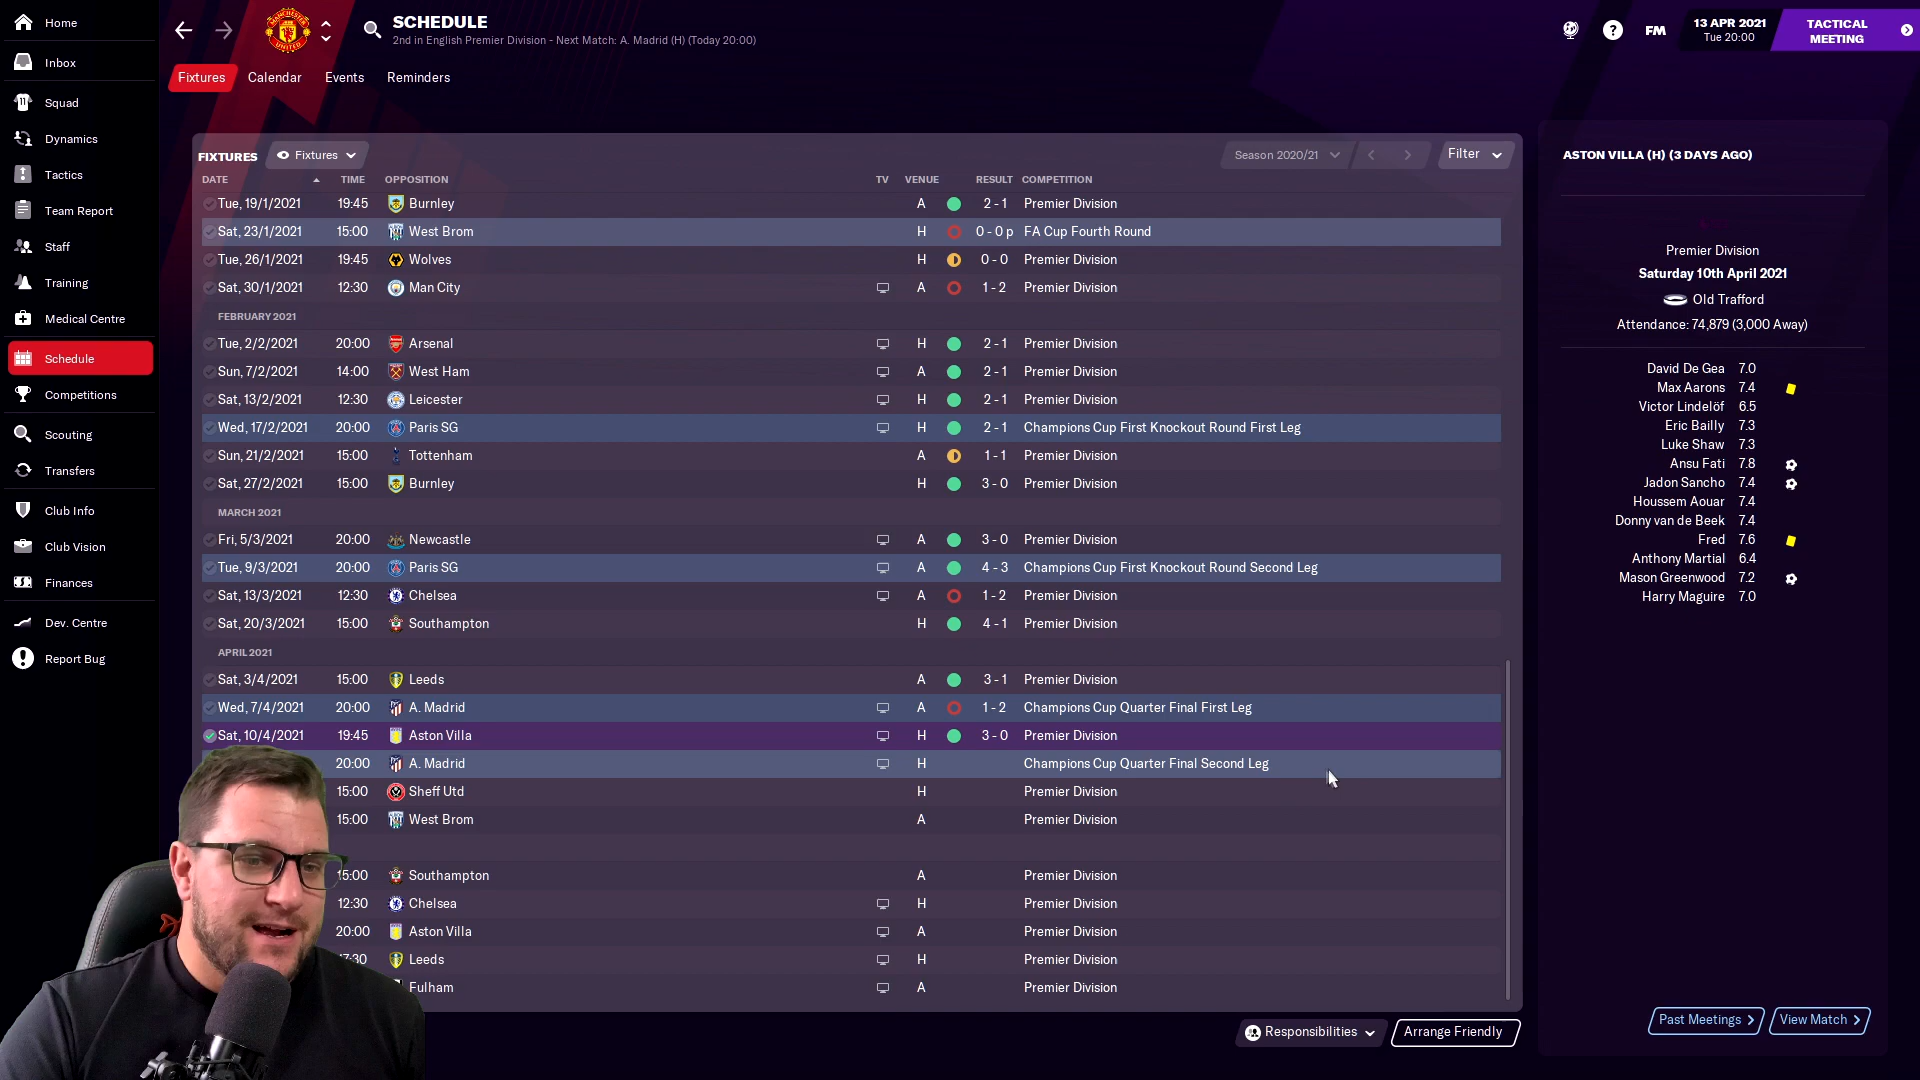 Home
Inbox
Squad
Dynamics
Tactics
Team Report
Staff
Training
Medical Centre
Schedule
Competitions
Scouting
Transfers
Club Info
Club Vision
Finances
Dev. Centre
Report Bug
SCHEDULE
2nd in English Premier Division - Next Match: A. Madrid (H) (Today 20:00)
FM
13 APR 2021
Tue 20:00
TACTICAL MEETING
Fixtures Calendar Events Reminders
FIXTURES Fixtures Season 2020/21 Filter
DATE TIME OPPOSITION TV VENUE RESULT COMPETITION
Tue, 19/1/2021 19:45 Burnley A 2 - 1 Premier Division
Sat, 23/1/2021 15:00 West Brom H 0 - 0 p FA Cup Fourth Round
Tue, 26/1/2021 19:45 Wolves H 0 - 0 Premier Division
Sat, 30/1/2021 12:30 Man City A 1 - 2 Premier Division
FEBRUARY 2021
Tue, 2/2/2021 20:00 Arsenal H 2 - 1 Premier Division
Sun, 7/2/2021 14:00 West Ham A 2 - 1 Premier Division
Sat, 13/2/2021 12:30 Leicester H 2 - 1 Premier Division
Wed, 17/2/2021 20:00 Paris SG H 2 - 1 Champions Cup First Knockout Round First Leg
Sun, 21/2/2021 15:00 Tottenham A 1 - 1 Premier Division
Sat, 27/2/2021 15:00 Burnley H 3 - 0 Premier Division
MARCH 2021
Fri, 5/3/2021 20:00 Newcastle A 3 - 0 Premier Division
Tue, 9/3/2021 20:00 Paris SG A 4 - 3 Champions Cup First Knockout Round Second Leg
Sat, 13/3/2021 12:30 Chelsea A 1 - 2 Premier Division
Sat, 20/3/2021 15:00 Southampton H 4 - 1 Premier Division
APRIL 2021
Sat, 3/4/2021 15:00 Leeds A 3 - 1 Premier Division
Wed, 7/4/2021 20:00 A. Madrid A 1 - 2 Champions Cup Quarter Final First Leg
Sat, 10/4/2021 19:45 Aston Villa H 3 - 0 Premier Division
20:00 A. Madrid H Champions Cup Quarter Final Second Leg
15:00 Sheff Utd H Premier Division
15:00 West Brom A Premier Division
15:00 Southampton A Premier Division
12:30 Chelsea H Premier Division
20:00 Aston Villa A Premier Division
Leeds H Premier Division
Fulham A Premier Division
Responsibilities Arrange Friendly
ASTON VILLA (H) (3 DAYS AGO)
Premier Division
Saturday 10th April 2021
Old Trafford
Attendance: 74,879 (3,000 Away)
David De Gea 7.0
Max Aarons 7.4
Victor Lindelöf 6.5
Eric Bailly 7.3
Luke Shaw 7.3
Ansu Fati 7.8
Jadon Sancho 7.4
Houssem Aouar 7.4
Donny van de Beek 7.4
Fred 7.6
Anthony Martial 6.4
Mason Greenwood 7.2
Harry Maguire 7.0
Past Meetings View Match